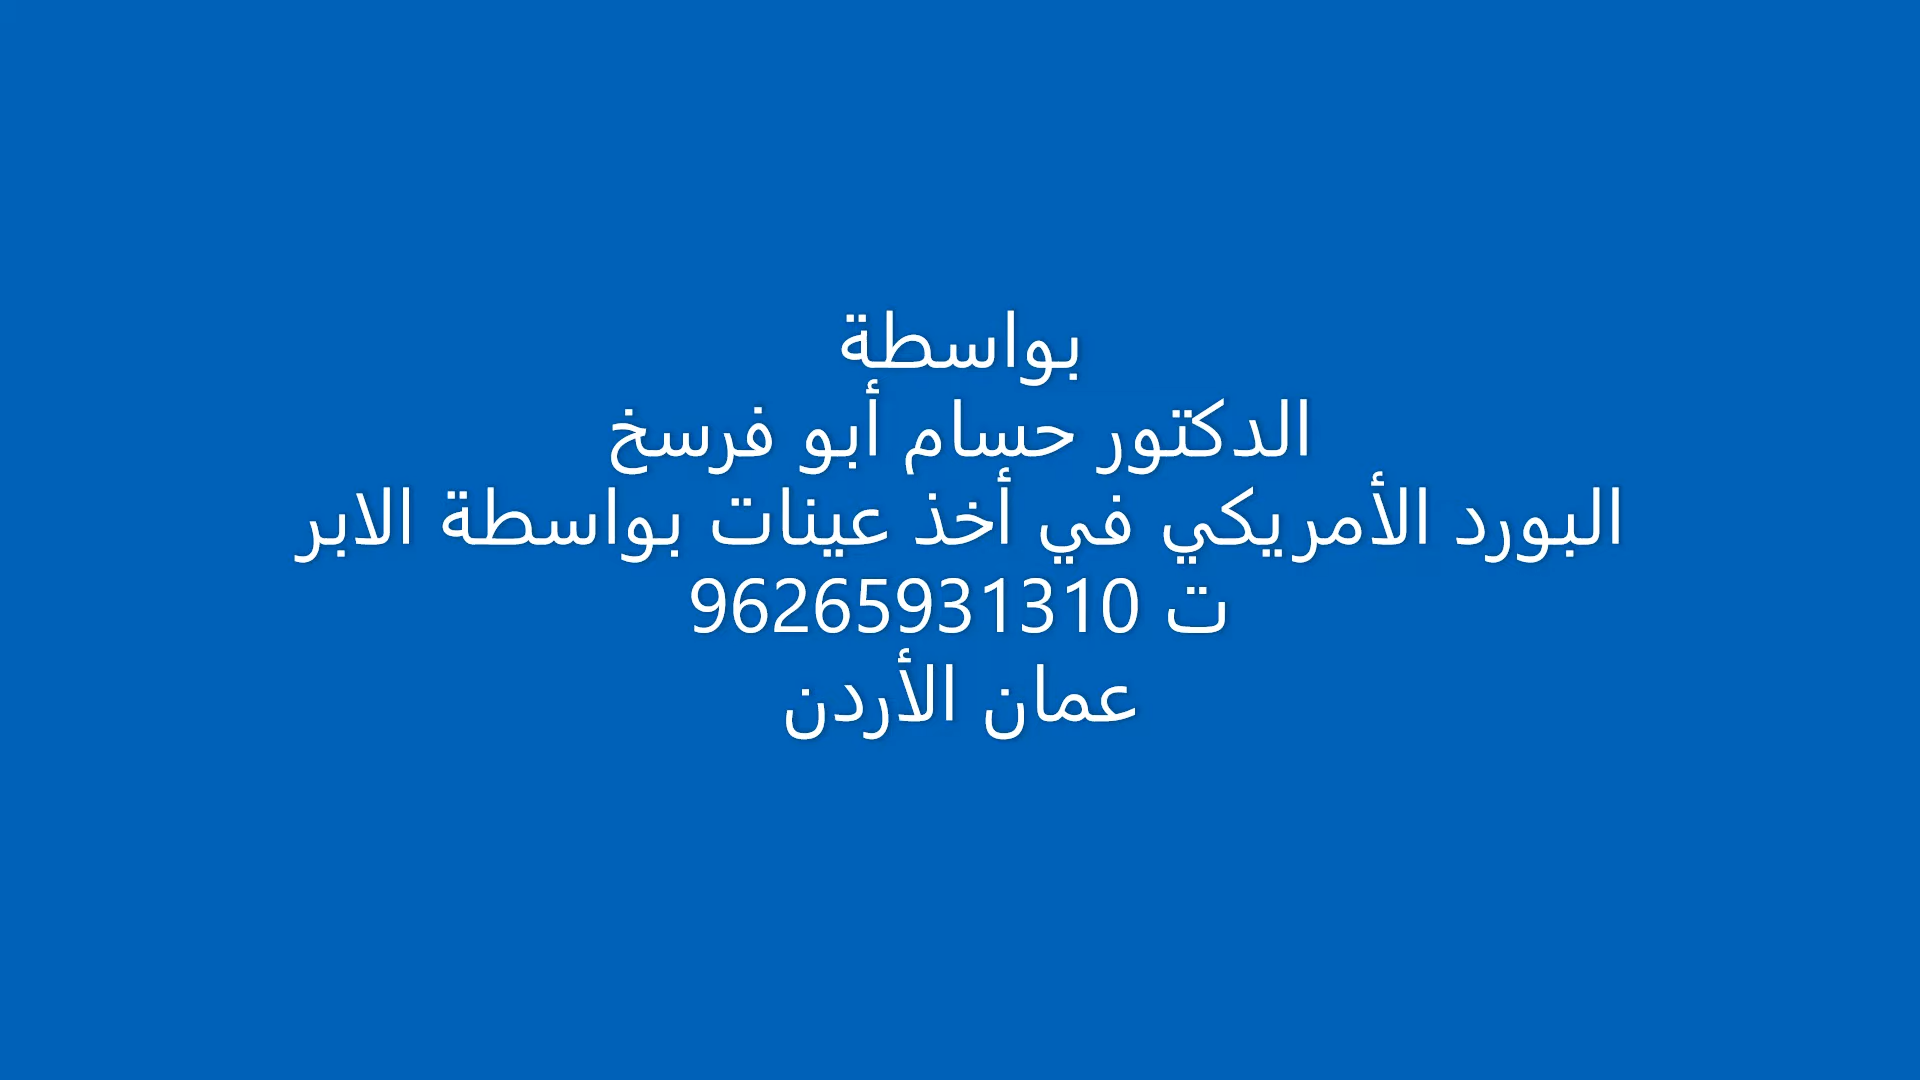 بواسطة
الدكتور حسام أبو فرسخ
البورد الأمريكي في أخذ عينات بواسطة الابر
ت 96265931310
عمان الأردن